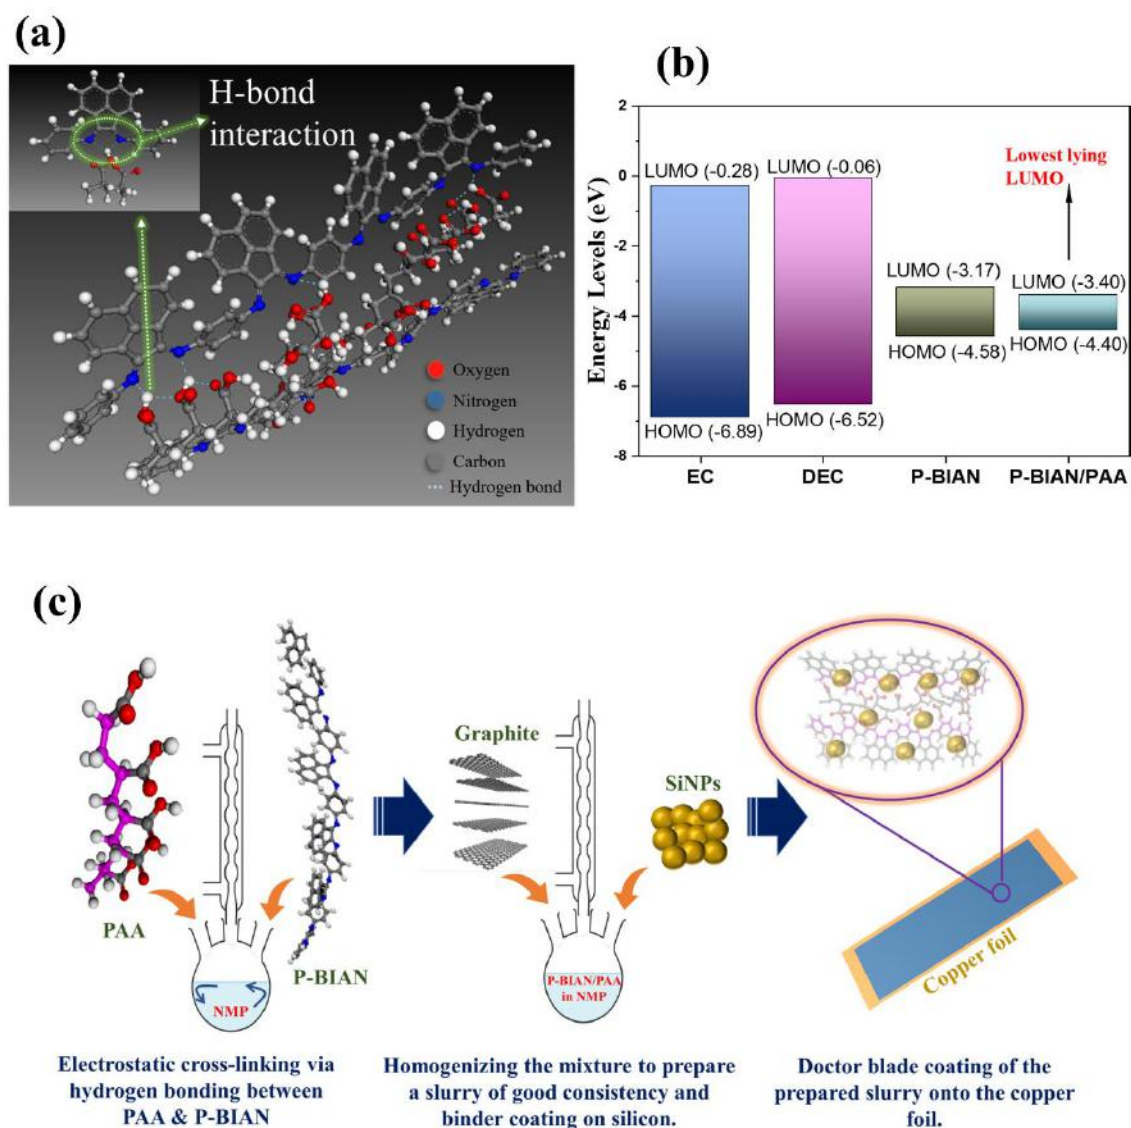 (a)
H-bond
interaction
Oxygen
Nitrogen
Hydrogen
Carbon
Hydrogen bond
(b)
Energy Levels (eV)
2
0
-2
-4
-6
-8
LUMO (-0.28)
HOMO (-6.89)
LUMO (-0.06)
HOMO (-6.52)
LUMO (-3.17)
HOMO (-4.58)
Lowest lying
LUMO
LUMO (-3.40)
HOMO (-4.40)
EC
DEC
P-BIAN
P-BIAN/PAA
(c)
PAA
NMP
P-BIAN
Graphite
P-BIAN/PAA
in NMP
SiNPs
Copper foil
Electrostatic cross-linking via
hydrogen bonding between
PAA & P-BIAN
Homogenizing the mixture to prepare
a slurry of good consistency and
binder coating on silicon.
Doctor blade coating of the
prepared slurry onto the copper
foil.